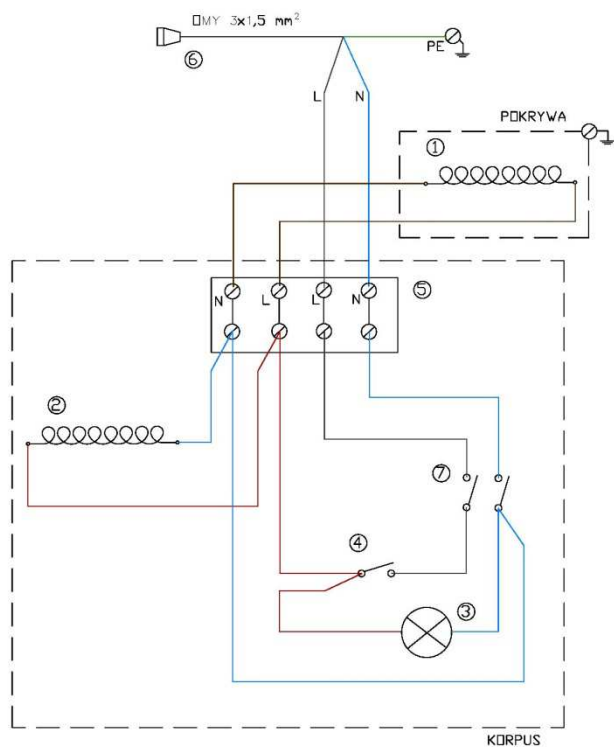 OMY 3x1,5 mm²
⑥
PE
L N
POKRYWA
①
N L L N
⑤
②
⑦
④
③
KORPUS